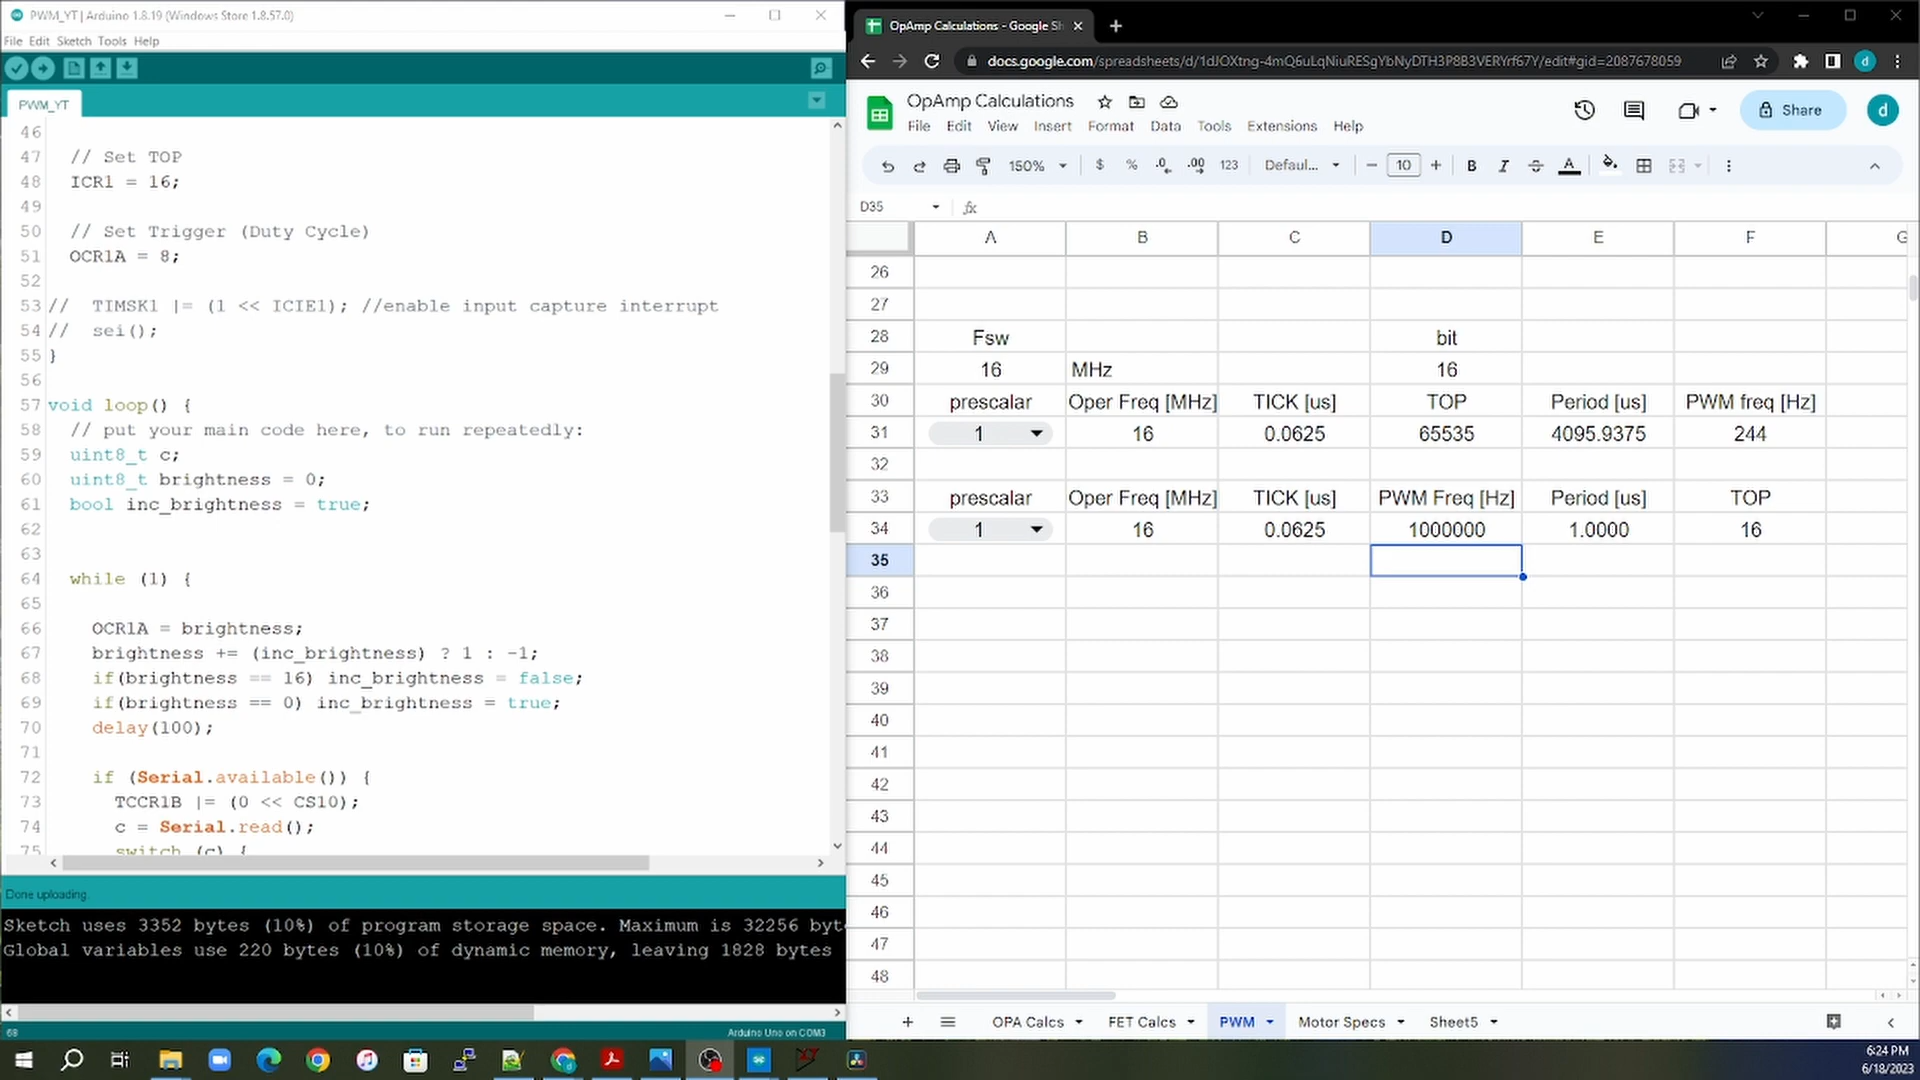 PWM_YT | Arduino 1.8.19 (Windows Store 1.8.57.0)
File Edit Sketch Tools Help
PWM_YT
46
47 // Set TOP
48 ICR1 = 16;
49
50 // Set Trigger (Duty Cycle)
51 OCR1A = 8;
52
53 // TIMSK1 |= (1 << ICIE1); //enable input capture interrupt
54 // sei();
55 }
56
57 void loop() {
58 // put your main code here, to run repeatedly:
59 uint8_t c;
60 uint8_t brightness = 0;
61 bool inc_brightness = true;
62
63
64 while (1) {
65
66 OCR1A = brightness;
67 brightness += (inc_brightness) ? 1 : -1;
68 if(brightness == 16) inc_brightness = false;
69 if(brightness == 0) inc_brightness = true;
70 delay(100);
71
72 if (Serial.available()) {
73 TCCR1B |= (0 << CS10);
74 c = Serial.read();
75 switch (c) {
Done uploading.
Sketch uses 3352 bytes (10%) of program storage space. Maximum is 32256 byt
Global variables use 220 bytes (10%) of dynamic memory, leaving 1828 bytes
68 Arduino Uno on COM3
OpAmp Calculations - Google Sh
docs.google.com/spreadsheets/d/1dJOXtng-4mQ6uLqNiuRESgYbNyDTH3P8B3VERYrf67Y/edit#gid=2087678059
d
OpAmp Calculations
File Edit View Insert Format Data Tools Extensions Help
Share
d
150% $ % .0 .00 123 Defaul... − 10 + B I S A
D35 fx
A B C D E F G
26
27
28 Fsw bit
29 16 MHz 16
30 prescalar Oper Freq [MHz] TICK [us] TOP Period [us] PWM freq [Hz]
31 1 16 0.0625 65535 4095.9375 244
32
33 prescalar Oper Freq [MHz] TICK [us] PWM Freq [Hz] Period [us] TOP
34 1 16 0.0625 1000000 1.0000 16
35
36
37
38
39
40
41
42
43
44
45
46
47
48
OPA Calcs FET Calcs PWM Motor Specs Sheet5
6:24 PM
6/18/2023